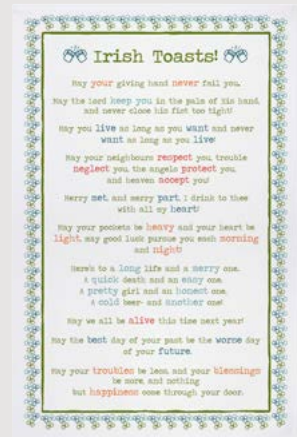 Irish Toasts!
May your giving hand never fail you.
May the Lord keep you in the palm of his hand,
and never close his fist too tight!
May you live as long as you want and never
want as long as you live!
May your neighbours respect you, trouble
neglect you, the angels protect you,
and heaven accept you!
Merry met, and merry part, I drink to thee
with all my heart!
May your pockets be heavy and your heart be
light, may good luck pursue you each morning
and night!
Here's to a long life and a merry one.
A quick death and an easy one.
A pretty girl and an honest one.
A cold beer- and another one!
May we all be alive this time next year!
May the best day of your past be the worse day
of your future.
May your troubles be less, and your blessings
be more, and nothing
but happiness come through your door.